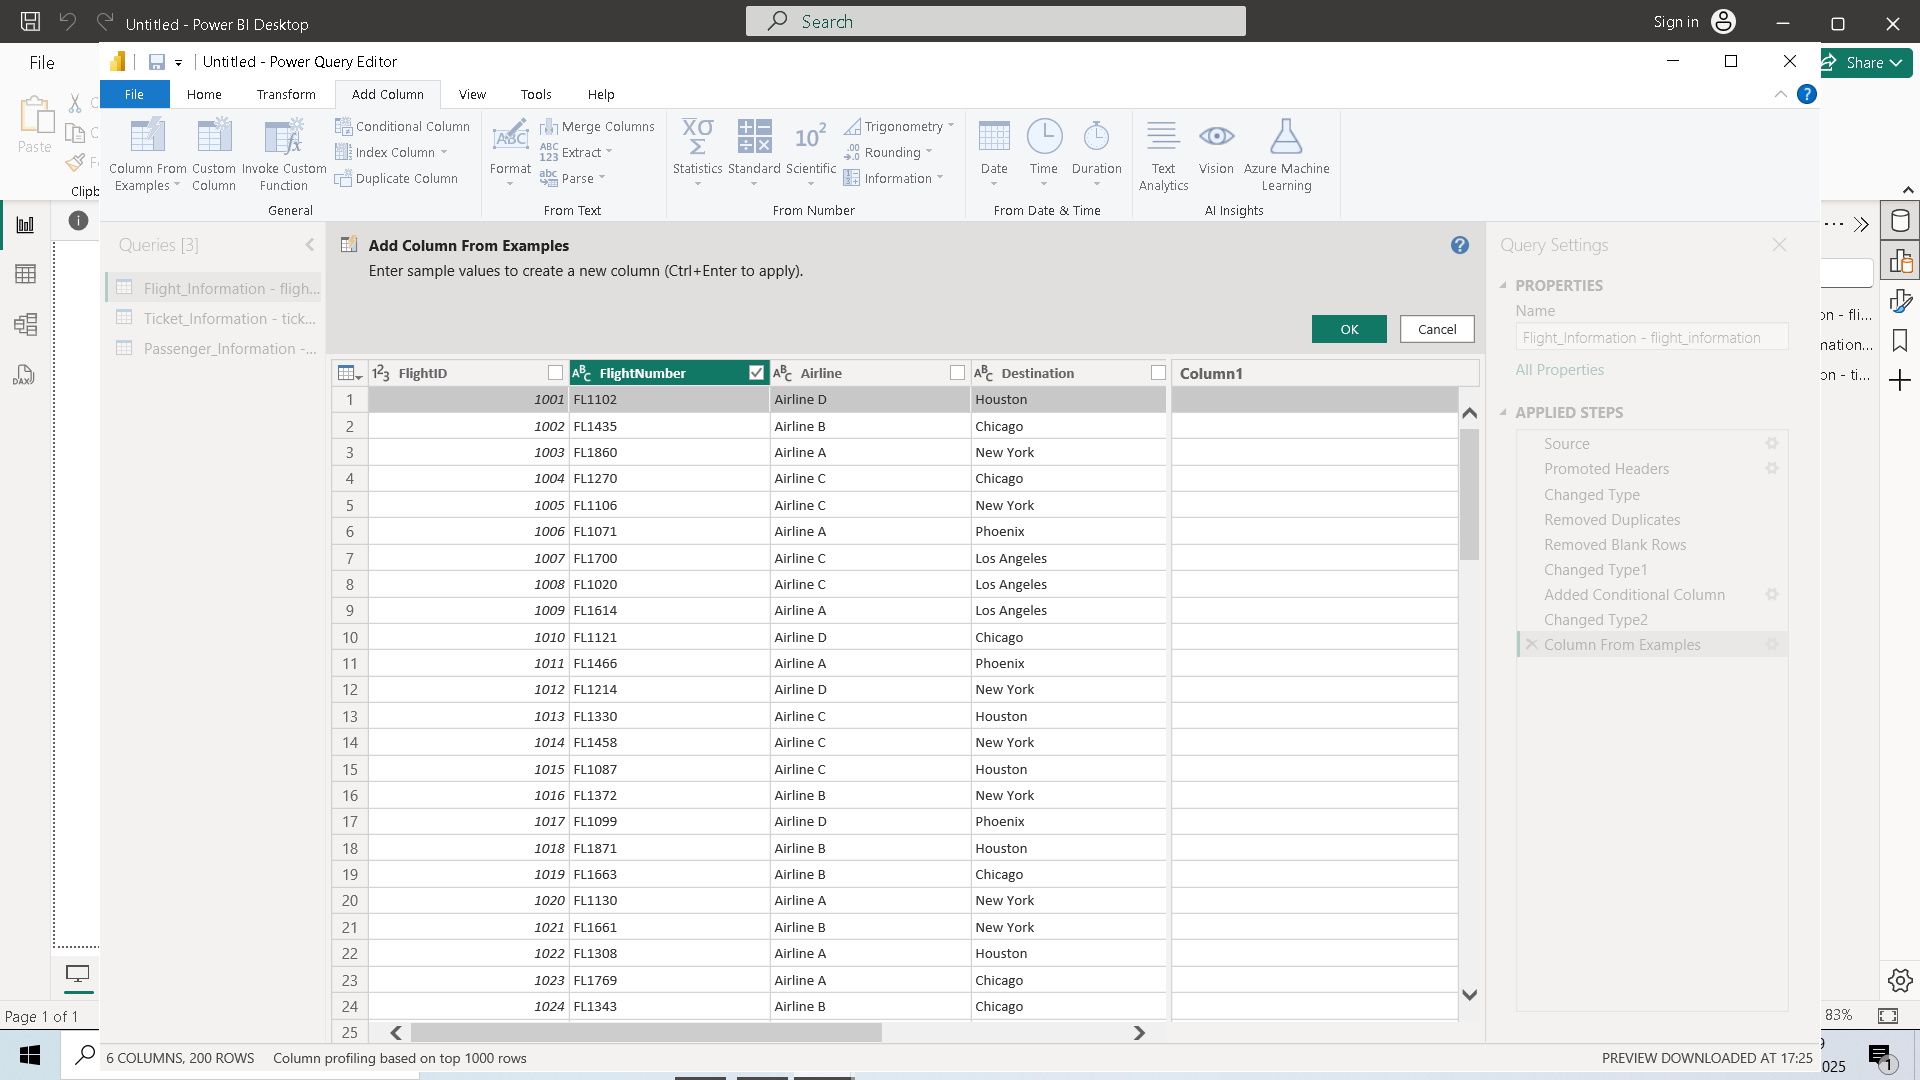 Untitled - Power BI Desktop
Search
Sign in
File
Untitled - Power Query Editor
Share
File
Home
Transform
Add Column
View
Tools
Help
Paste
Column From
Examples
Custom
Column
Invoke Custom
Function
Conditional Column
Index Column
Duplicate Column
General
Format
Merge Columns
Extract
Parse
From Text
Statistics
Standard
Scientific
Trigonometry
Rounding
Information
From Number
Date
Time
Duration
From Date & Time
Text
Analytics
Vision
Azure Machine
Learning
AI Insights
Queries [3]
Flight_Information - fligh...
Ticket_Information - tick...
Passenger_Information -...
Add Column From Examples
Enter sample values to create a new column (Ctrl+Enter to apply).
OK
Cancel
FlightID FlightNumber Airline Destination Column1
1 1001 FL1102 Airline D Houston
2 1002 FL1435 Airline B Chicago
3 1003 FL1860 Airline A New York
4 1004 FL1270 Airline C Chicago
5 1005 FL1106 Airline C New York
6 1006 FL1071 Airline A Phoenix
7 1007 FL1700 Airline C Los Angeles
8 1008 FL1020 Airline C Los Angeles
9 1009 FL1614 Airline A Los Angeles
10 1010 FL1121 Airline D Chicago
11 1011 FL1466 Airline A Phoenix
12 1012 FL1214 Airline D New York
13 1013 FL1330 Airline C Houston
14 1014 FL1458 Airline C New York
15 1015 FL1087 Airline C Houston
16 1016 FL1372 Airline B New York
17 1017 FL1099 Airline D Phoenix
18 1018 FL1871 Airline B Houston
19 1019 FL1663 Airline B Chicago
20 1020 FL1130 Airline A New York
21 1021 FL1661 Airline B New York
22 1022 FL1308 Airline A Houston
23 1023 FL1769 Airline A Chicago
24 1024 FL1343 Airline B Chicago
25
Query Settings
PROPERTIES
Name
Flight_Information - flight_information
All Properties
APPLIED STEPS
Source
Promoted Headers
Changed Type
Removed Duplicates
Removed Blank Rows
Changed Type1
Added Conditional Column
Changed Type2
Column From Examples
Page 1 of 1
83%
6 COLUMNS, 200 ROWS
Column profiling based on top 1000 rows
PREVIEW DOWNLOADED AT 17:25
1